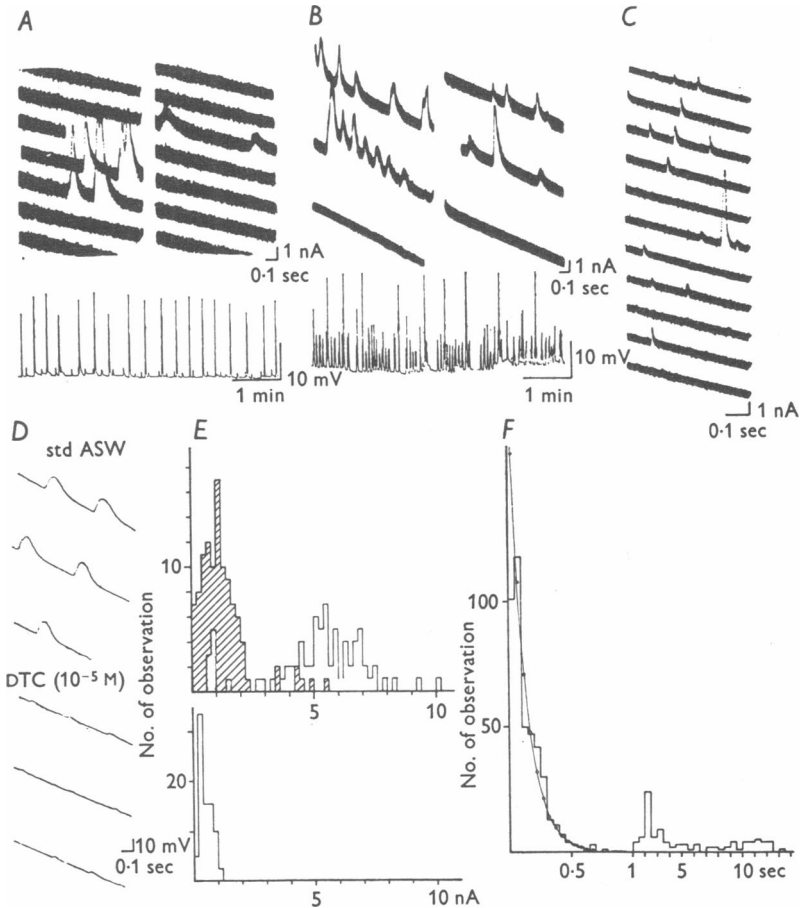 A
B
C
1 nA
0·1 sec
1 nA
0·1 sec
10 mV
1 min
10 mV
1 min
1 nA
0·1 sec
D
std ASW
DTC (10⁻⁵ M)
10 mV
0·1 sec
E
No. of observation
10
5
10
20
5
10 nA
F
No. of observation
100
50
0·5
1
5
10 sec